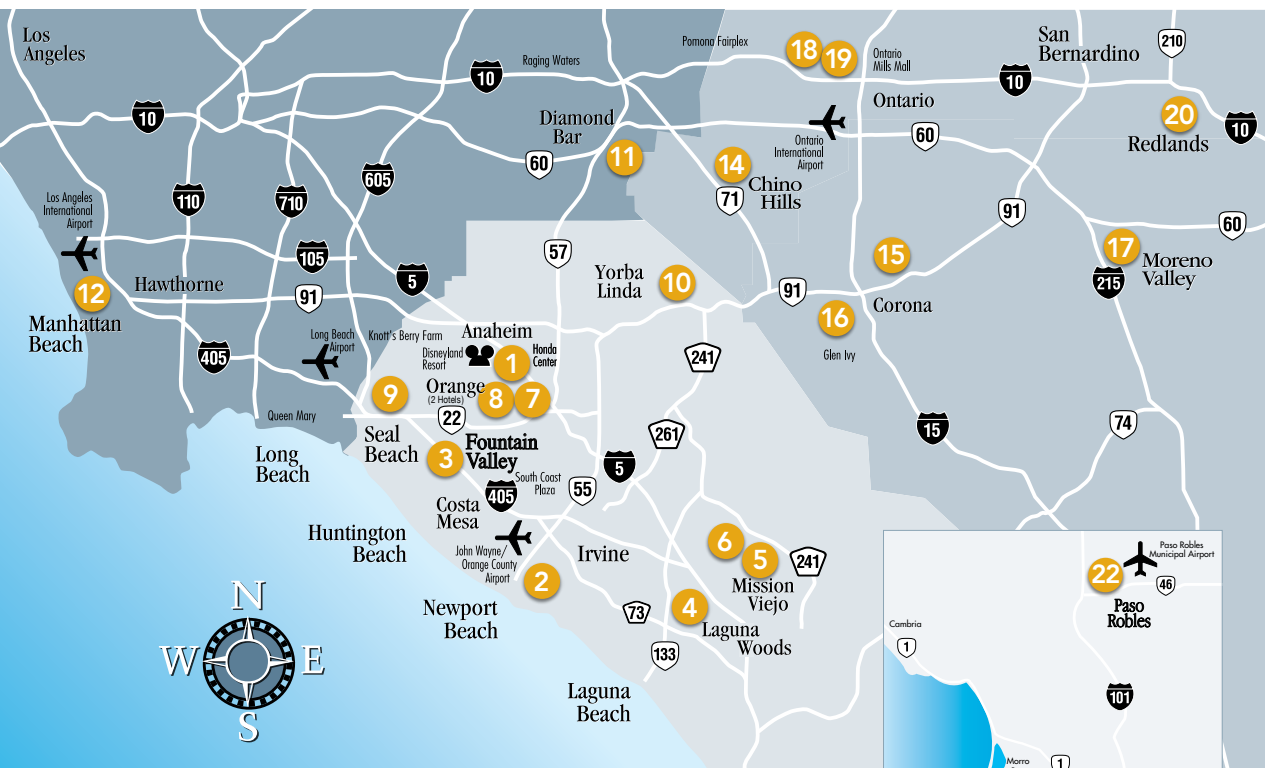 Los
Angeles
Pomona Fairplex
18
19
Ontario
Mills Mall
San
Bernardino
210
10
Raging Waters
10
Ontario
10
Diamond
Bar
60
11
Ontario
International
Airport
60
20
Redlands
10
14
Chino
Hills
71
605
110
710
Los Angeles
International
Airport
91
60
105
57
5
15
17
Moreno
Valley
215
12
Hawthorne
91
Yorba
Linda
10
91
Corona
16
Glen Ivy
Manhattan
Beach
405
Long Beach
Airport
Knott's Berry Farm
Anaheim
Disneyland
Resort
1
Honda
Center
241
9
Orange
(2 Hotels)
8
7
22
Queen Mary
Seal
Beach
3
Fountain
Valley
261
15
74
Long
Beach
5
405
South Coast
Plaza
55
Costa
Mesa
Huntington
Beach
John Wayne/
Orange County
Airport
Irvine
6
5
241
Mission
Viejo
2
Newport
Beach
73
4
Laguna
Woods
133
Laguna
Beach
N
W
E
S
Paso Robles
Municipal Airport
22
46
Paso
Robles
Cambria
1
101
Morro
1